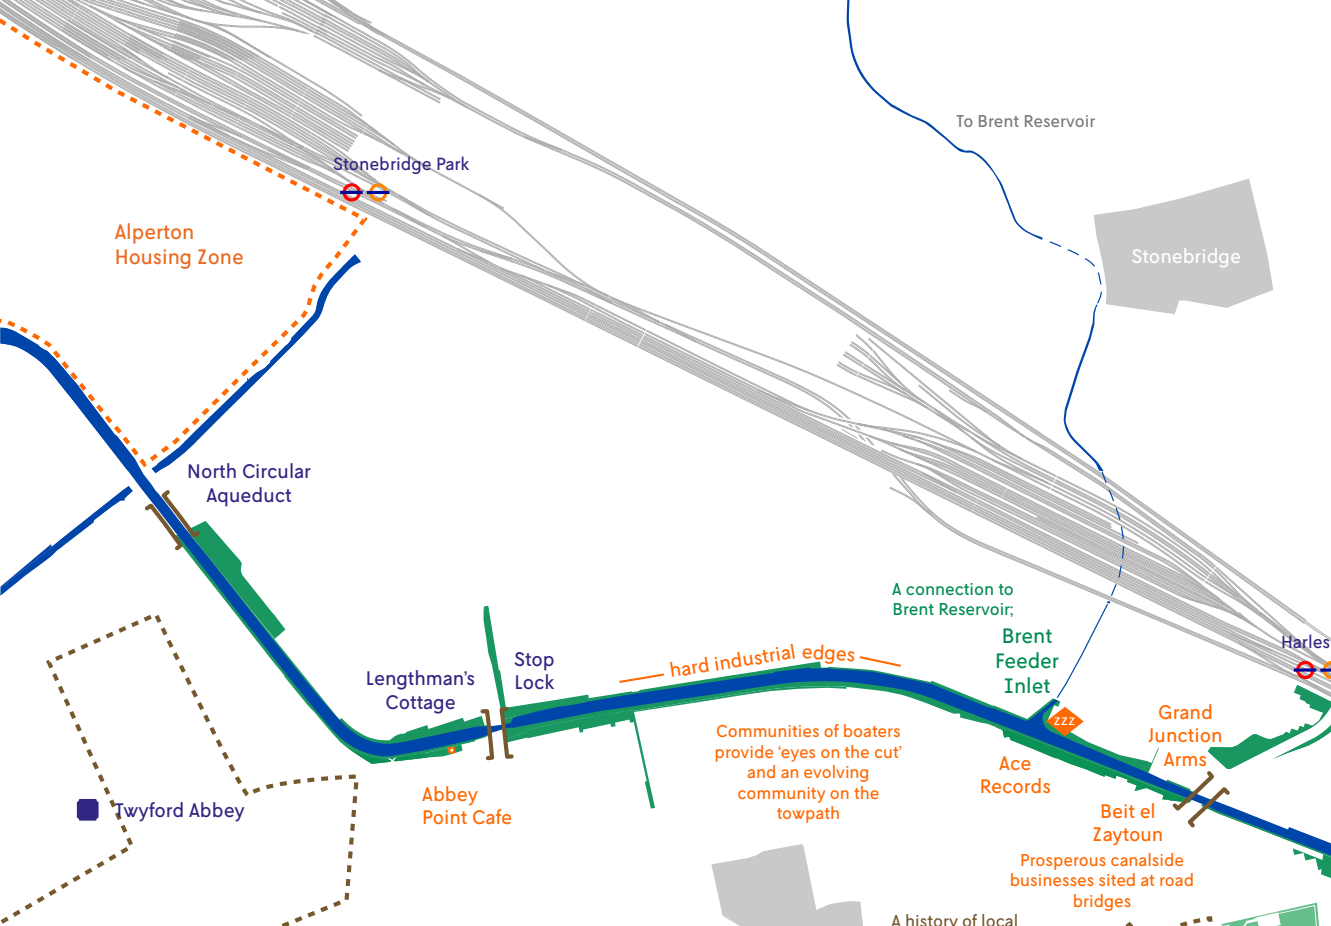 To Brent Reservoir
Stonebridge Park
Alperton
Housing Zone
Stonebridge
North Circular
Aqueduct
A connection to
Brent Reservoir;
Brent
Feeder
Inlet
Harles
Stop
Lock
hard industrial edges
Lengthman's
Cottage
zzz
Grand
Junction
Arms
Communities of boaters
provide 'eyes on the cut'
and an evolving
community on the
towpath
Ace
Records
Abbey
Point Cafe
Twyford Abbey
Beit el
Zaytoun
Prosperous canalside
businesses sited at road
bridges
A history of local